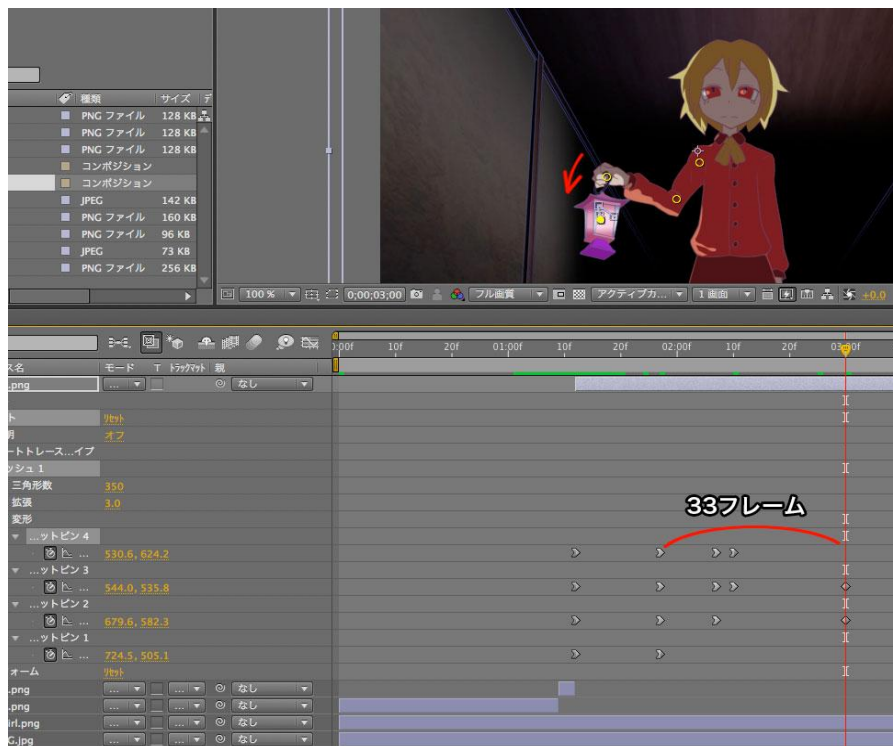 種類 サイズ デ
PNG ファイル 128 KB
PNG ファイル 128 KB
PNG ファイル 128 KB
コンポジション
コンポジション
JPEG 142 KB
PNG ファイル 160 KB
PNG ファイル 96 KB
JPEG 73 KB
PNG ファイル 256 KB
100 % 0;00;03;00 フル画質 アクティブカ... 1 画面 +0.0
0:00f 10f 20f 01:00f 10f 20f 02:00f 10f 20f 03:00f
ス名 モード T トラックマット 親
.png ... なし
ト リセット
明 オフ
ートトレース...イプ
ッシュ 1
三角形数 350
拡張 3.0
変形
33フレーム
...ットピン 4
... 530.6, 624.2
...ットピン 3
... 544.0, 535.8
...ットピン 2
... 679.6, 582.3
...ットピン 1
... 724.5, 505.1
ォーム リセット
.png ... ... なし
.png ... ... なし
irl.png ... ... なし
G.jpg ... ... なし